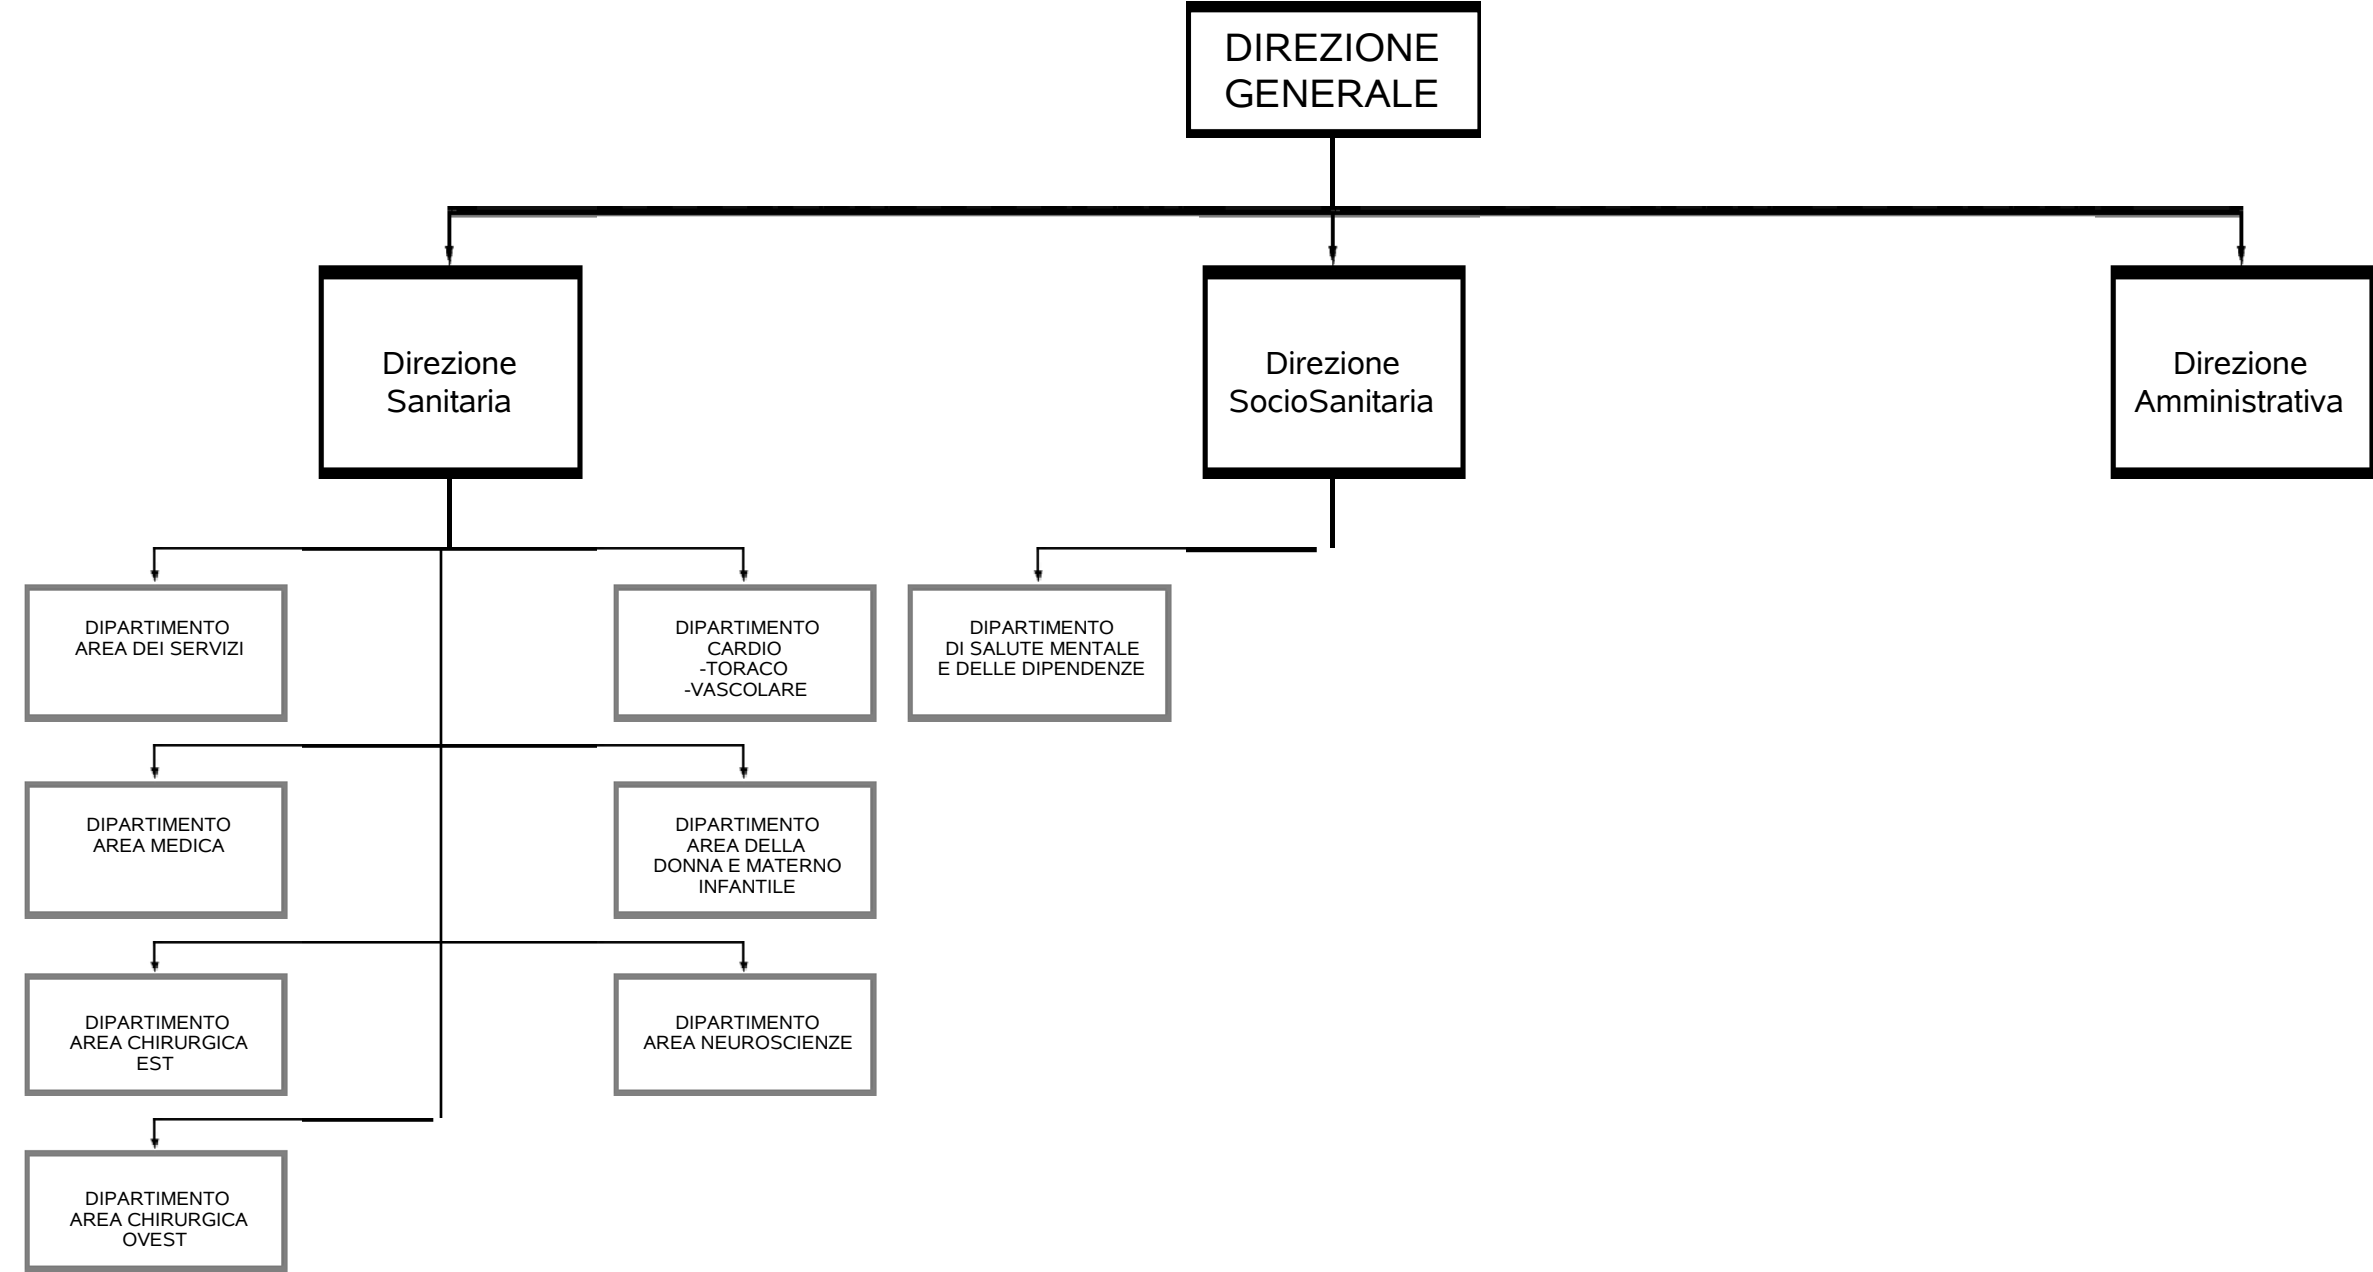 DIREZIONE
GENERALE
Direzione
Sanitaria
Direzione
SocioSanitaria
Direzione
Amministrativa
DIPARTIMENTO
AREA DEI SERVIZI
DIPARTIMENTO
CARDIO
-TORACO
-VASCOLARE
DIPARTIMENTO
DI SALUTE MENTALE
E DELLE DIPENDENZE
DIPARTIMENTO
AREA MEDICA
DIPARTIMENTO
AREA DELLA
DONNA E MATERNO
INFANTILE
DIPARTIMENTO
AREA CHIRURGICA
EST
DIPARTIMENTO
AREA NEUROSCIENZE
DIPARTIMENTO
AREA CHIRURGICA
OVEST